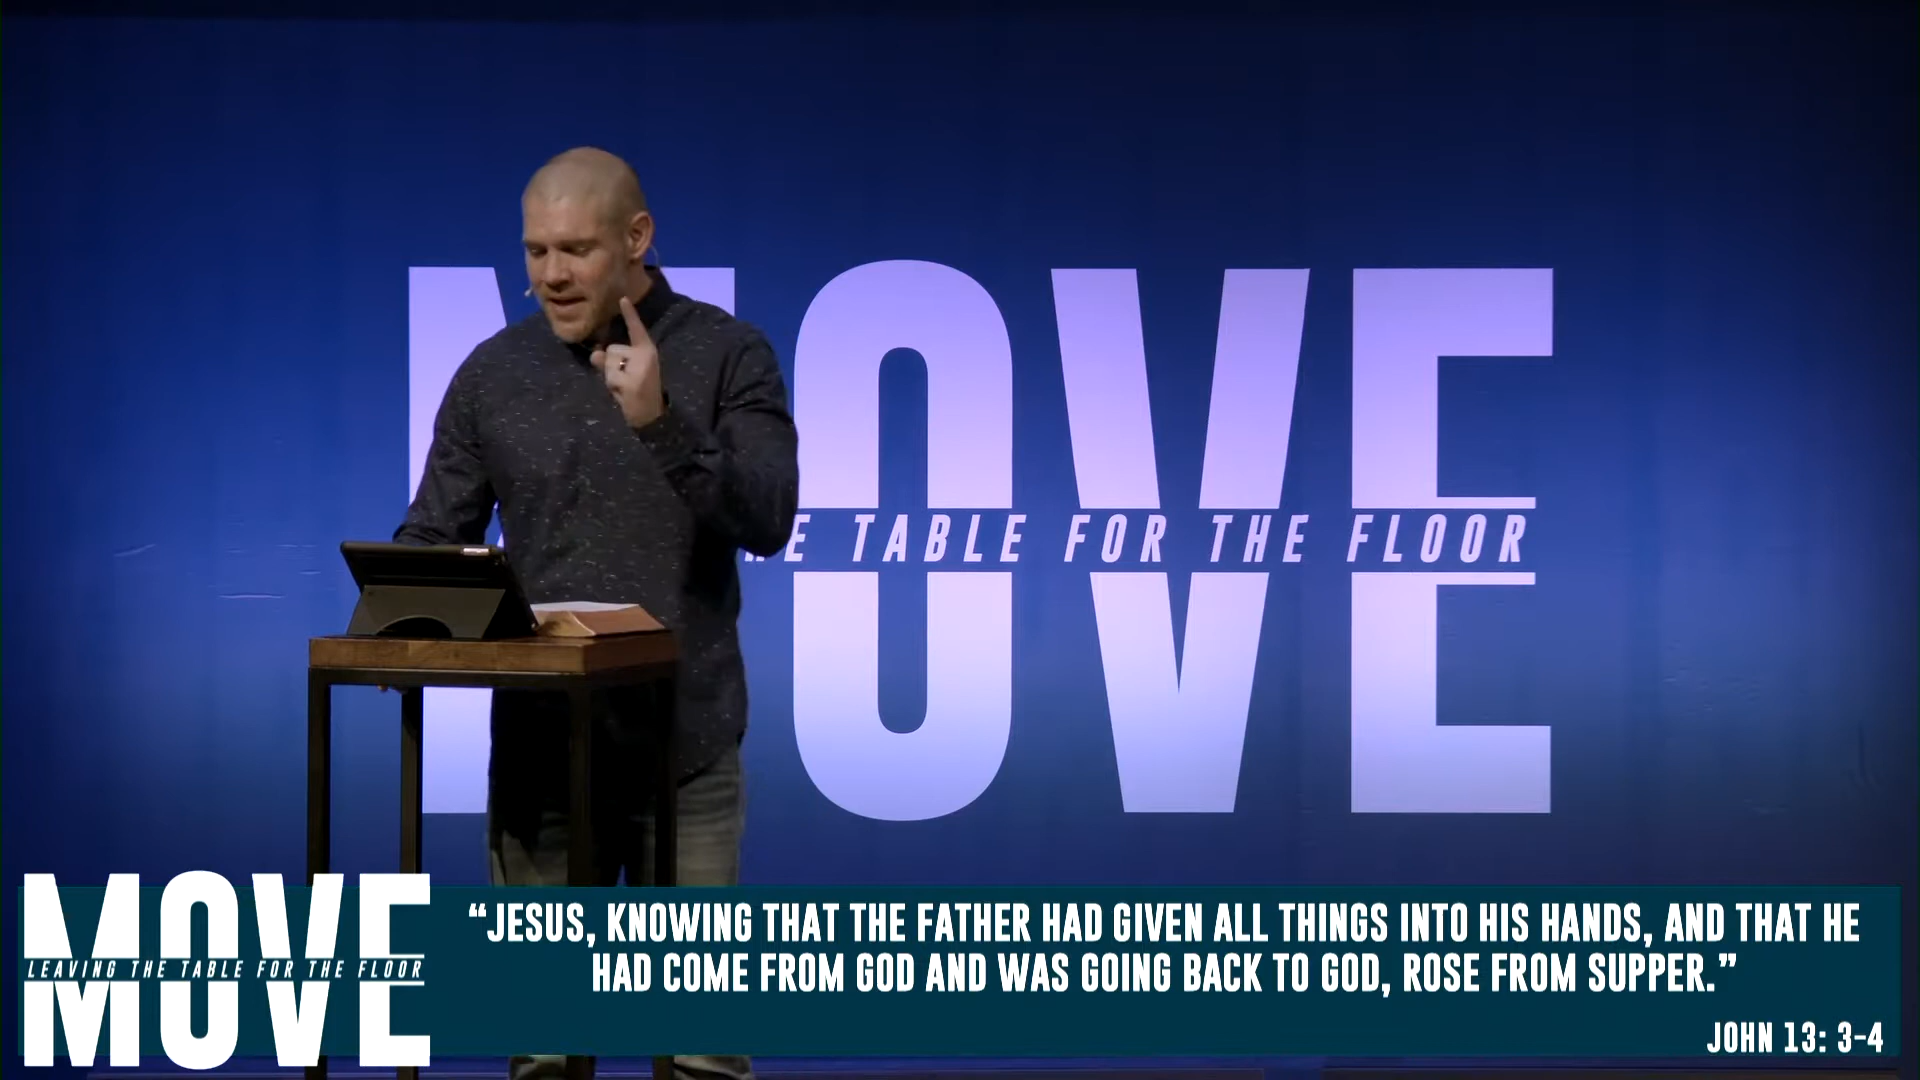 MOVE
E TABLE FOR THE FLOOR
MOVE
LEAVING THE TABLE FOR THE FLOOR
“JESUS, KNOWING THAT THE FATHER HAD GIVEN ALL THINGS INTO HIS HANDS, AND THAT HE
HAD COME FROM GOD AND WAS GOING BACK TO GOD, ROSE FROM SUPPER.”
JOHN 13: 3-4